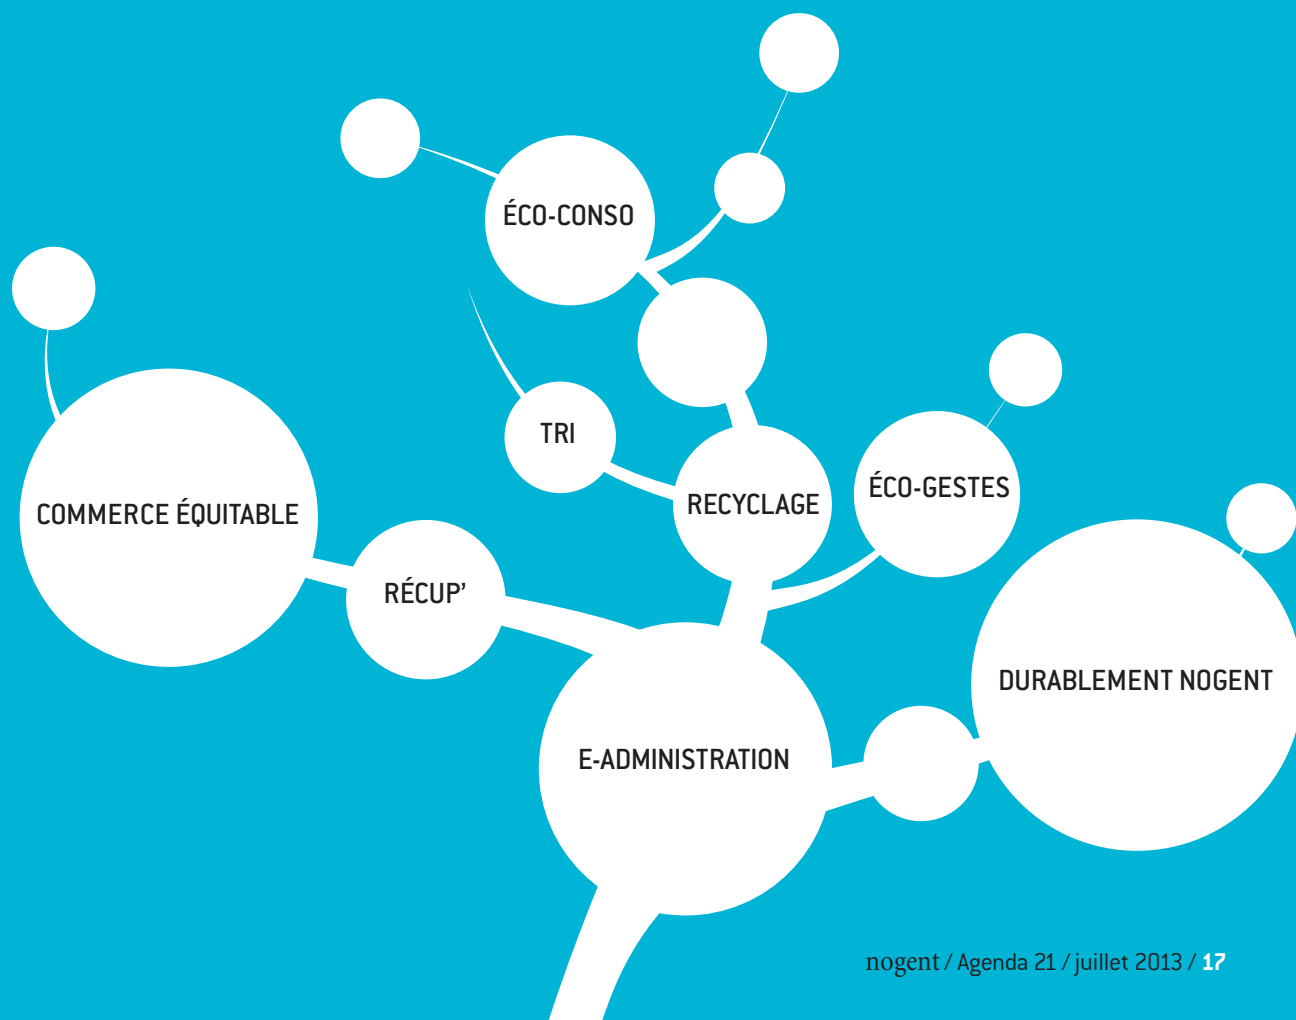 ÉCO-CONSO
TRI
ÉCO-GESTES
RECYCLAGE
COMMERCE ÉQUITABLE
RÉCUP’
DURABLEMENT NOGENT
E-ADMINISTRATION
nogent / Agenda 21 / juillet 2013 / 17